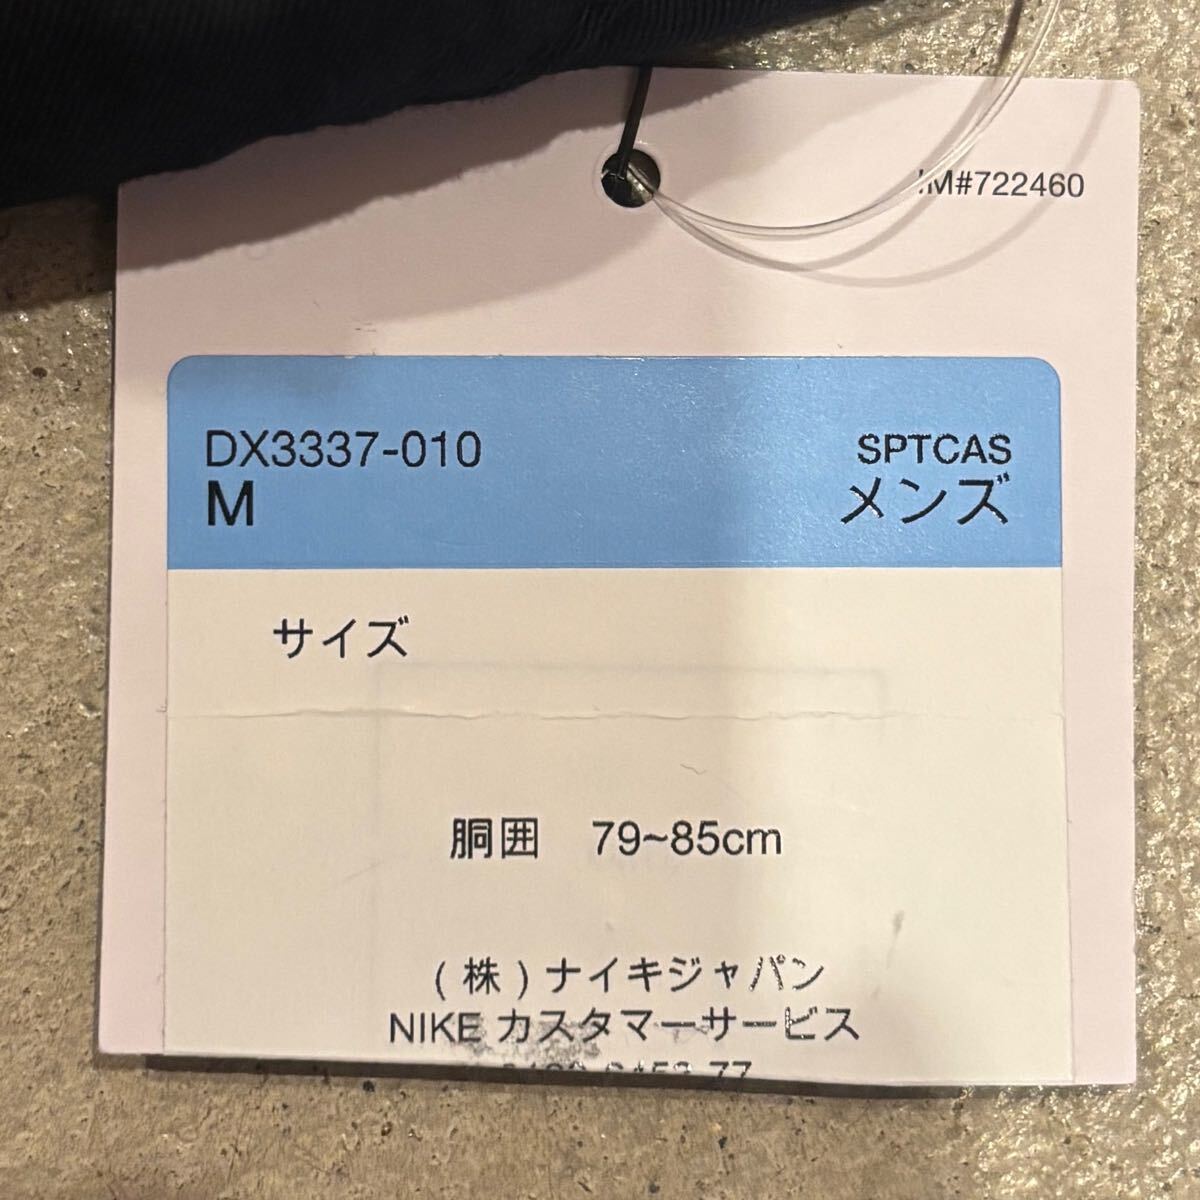 IM#722460
DX3337-010 SPTCAS
M メンズ
サイズ
胴囲 79~85cm
(株)ナイキジャパン
NIKE カスタマーサービス